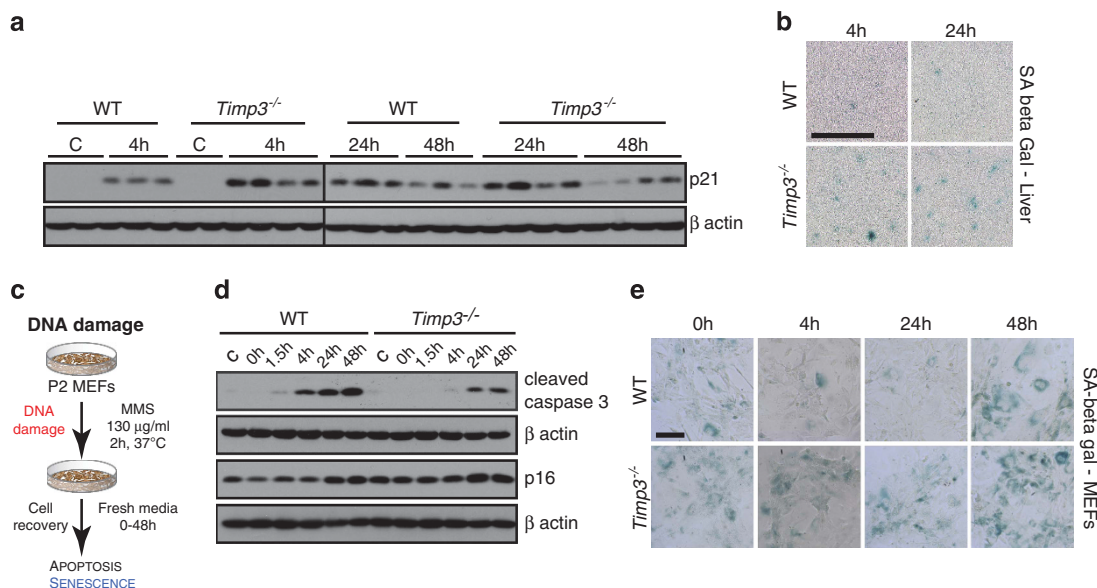 a
WT Timp3-/- WT Timp3-/-
C 4h C 4h 24h 48h 24h 48h
p21
β actin
b
4h 24h
WT
Timp3-/-
SA beta Gal - Liver
c
DNA damage
P2 MEFs
DNA damage
MMS
130 μg/ml
2h, 37°C
Cell recovery
Fresh media
0-48h
APOPTOSIS
SENESCENCE
d
WT Timp3-/-
C 0h 1.5h 4h 24h 48h C 0h 1.5h 4h 24h 48h
cleaved
caspase 3
β actin
p16
β actin
e
0h 4h 24h 48h
WT
Timp3-/-
SA-beta gal - MEFs